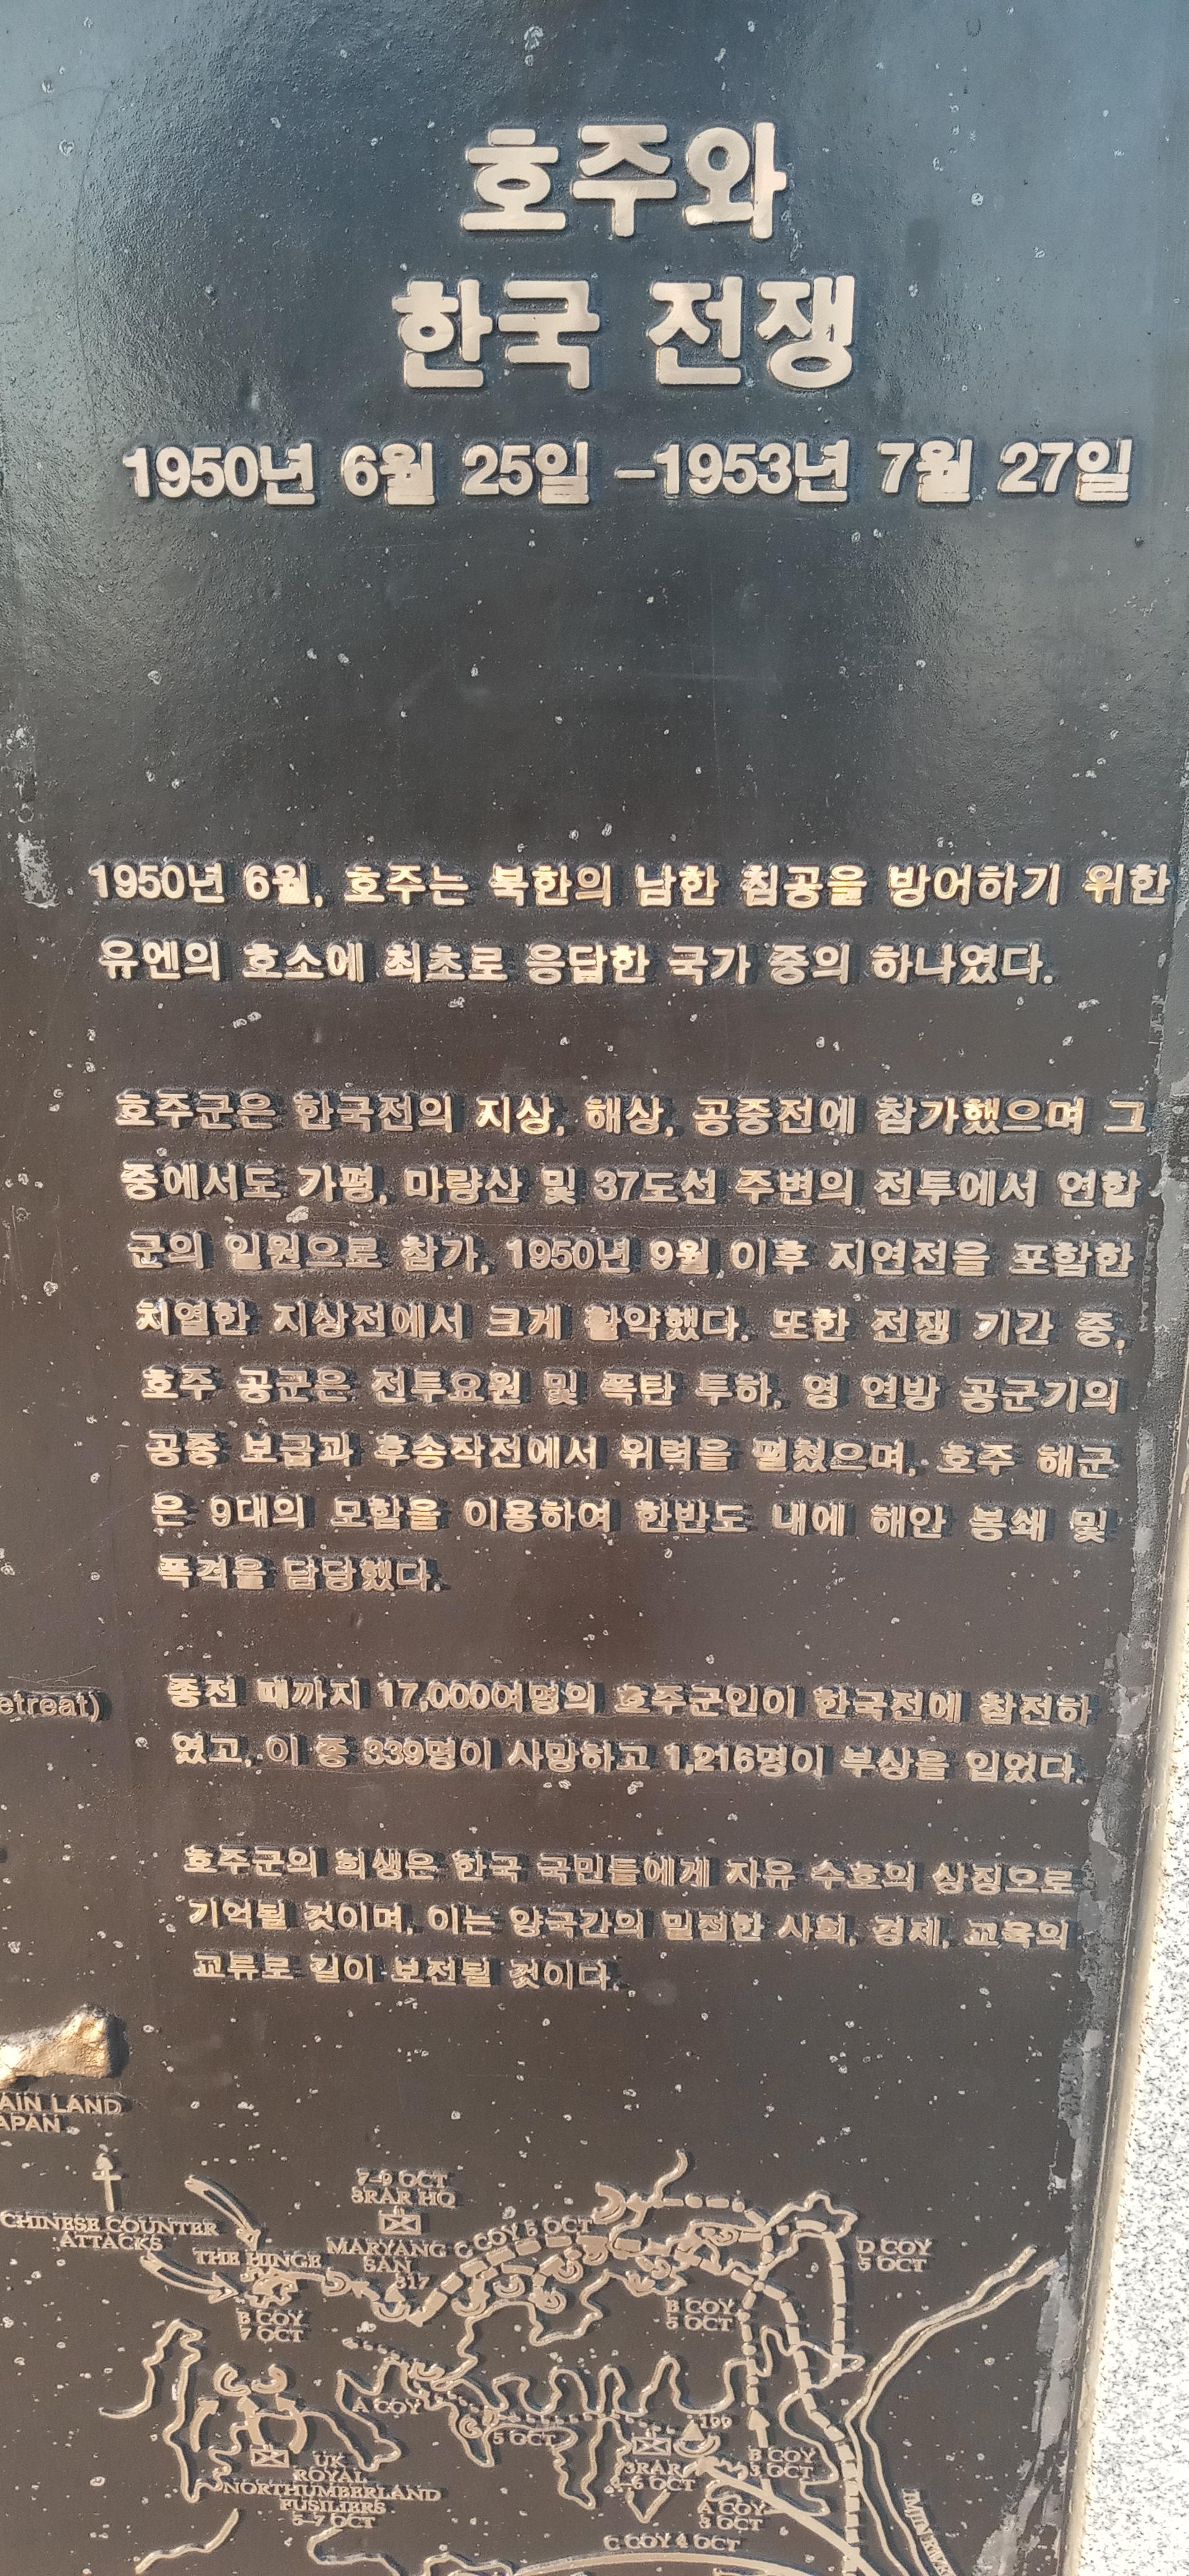 호주와
한국 전쟁
1950년 6월 25일 –1953년 7월 27일
1950년 6월, 호주는 북한의 남한 침공을 방어하기 위한
유엔의 호소에 최초로 응답한 국가 중의 하나였다.
호주군은 한국전의 지상, 해상, 공중전에 참가했으며 그
중에서도 가평, 마량산 및 37도선 주변의 전투에서 연합
군의 일원으로 참가, 1950년 9월 이후 지연전을 포함한
치열한 지상전에서 크게 활약했다. 또한 전쟁 기간 중,
호주 공군은 전투요원 및 폭탄 투하, 영 연방 공군기의
공중 보급과 후송작전에서 위력을 펼쳤으며, 호주 해군
은 9대의 모함을 이용하여 한반도 내에 해안 봉쇄 및
폭격을 담당했다.
etreat)
종전 때까지 17,000여명의 호주군인이 한국전에 참전하
였고, 이 중 339명이 사망하고 1,216명이 부상을 입었다.
호주군의 희생은 한국 국민들에게 자유 수호의 상징으로
기억될 것이며, 이는 양국간의 밀접한 사회, 경제, 교육의
교류로 길이 보전될 것이다.
AIN LAND
APAN
CHINESE COUNTER
ATTACKS
7–9 OCT
3RAR HQ
THE HINGE
MARYANG
SAN
317
C COY 5 OCT
D COY
5 OCT
B COY
7 OCT
B COY
5 OCT
A COY
5 OCT
199
UK
ROYAL
NORTHUMBERLAND
FUSILIERS
5–7 OCT
3RAR
4–6 OCT
B COY
3 OCT
A COY
3 OCT
C COY 4 OCT